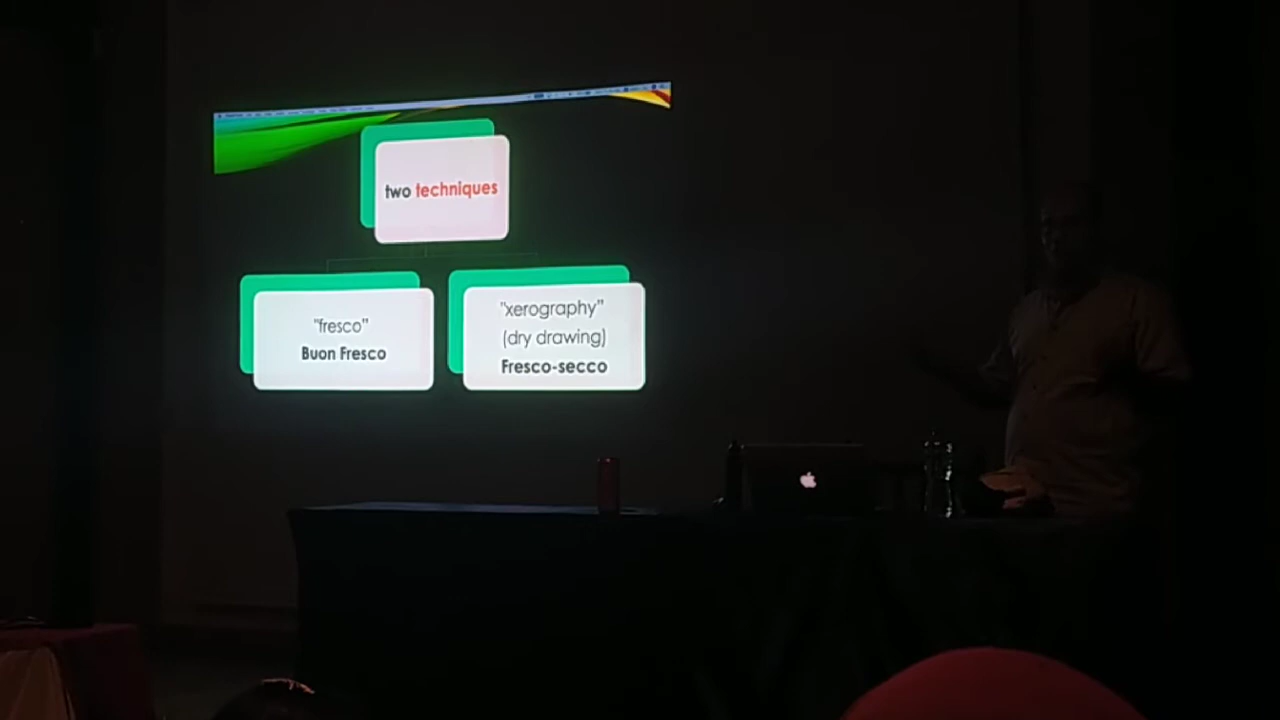 two techniques
"fresco"
Buon Fresco
"xerography"
(dry drawing)
Fresco-secco